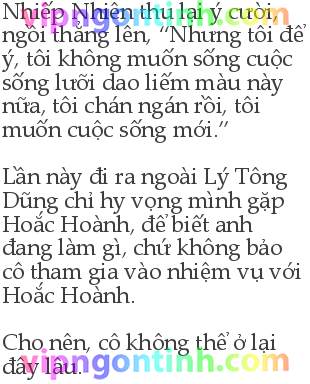 Nhiếp Nhiên thu lại ý cười,
ngồi thẳng lên, “Nhưng tôi để
ý, tôi không muốn sống cuộc
sống lưỡi dao liếm màu này
nữa, tôi chán ngán rồi, tôi
muốn cuộc sống mới.”
Lần này đi ra ngoài Lý Tông
Dũng chỉ hy vọng mình gặp
Hoắc Hoành, để biết anh
đang làm gì, chứ không bảo
cô tham gia vào nhiệm vụ với
Hoắc Hoành.
Cho nên, cô không thể ở lại
đây lâu.
vipngontinh.com
vipngontinh.com